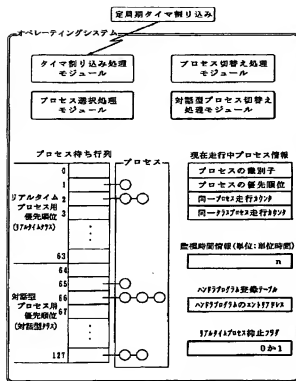 定周期タイマ割り込み
オペレーティングシステム
タイマ割り込み処理
モジュール
プロセス切替え処理
モジュール
プロセス選択処理
モジュール
対話型プロセス切替え
処理モジュール
プロセス待ち行列
プロセス
現在走行中プロセス情報
プロセスの識別子
プロセスの優先順位
同一プロセス走行カウンタ
同一クラスプロセス走行カウンタ
リアルタイム
プロセス用
優先順位
(リアルタイムクラス)
0
1
2
3
63
64
65
66
67
127
対話型
プロセス用
優先順位
(対話型クラス)
監視時間情報(単位:単位時間)
n
ハンドラプログラム登録テーブル
ハンドラプログラムのエントリアドレス
リアルタイムプロセス抑止フラグ
0か1